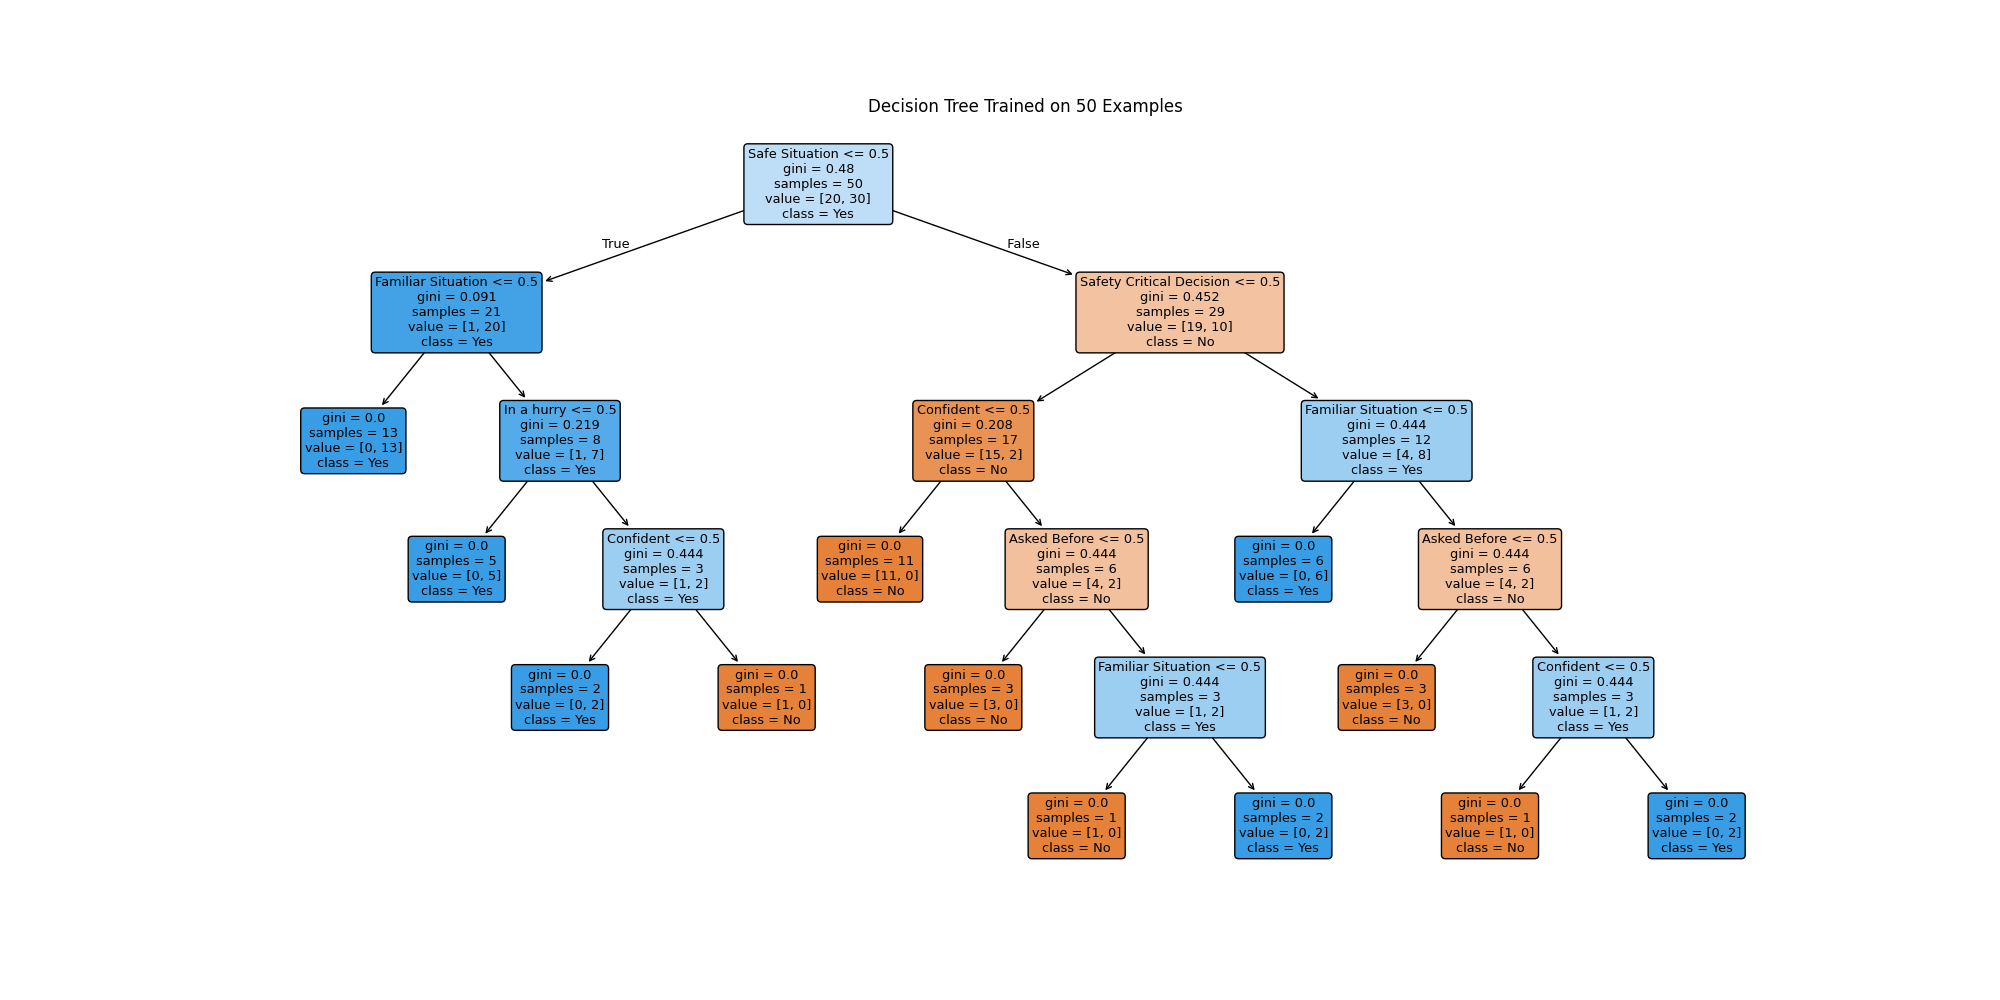 Decision Tree Trained on 50 Examples
Safe Situation <= 0.5
gini = 0.48
samples = 50
value = [20, 30]
class = Yes
True
False
Familiar Situation <= 0.5
gini = 0.091
samples = 21
value = [1, 20]
class = Yes
Safety Critical Decision <= 0.5
gini = 0.452
samples = 29
value = [19, 10]
class = No
gini = 0.0
samples = 13
value = [0, 13]
class = Yes
In a hurry <= 0.5
gini = 0.219
samples = 8
value = [1, 7]
class = Yes
Confident <= 0.5
gini = 0.208
samples = 17
value = [15, 2]
class = No
Familiar Situation <= 0.5
gini = 0.444
samples = 12
value = [4, 8]
class = Yes
gini = 0.0
samples = 5
value = [0, 5]
class = Yes
Confident <= 0.5
gini = 0.444
samples = 3
value = [1, 2]
class = Yes
gini = 0.0
samples = 11
value = [11, 0]
class = No
Asked Before <= 0.5
gini = 0.444
samples = 6
value = [4, 2]
class = No
gini = 0.0
samples = 6
value = [0, 6]
class = Yes
Asked Before <= 0.5
gini = 0.444
samples = 6
value = [4, 2]
class = No
gini = 0.0
samples = 2
value = [0, 2]
class = Yes
gini = 0.0
samples = 1
value = [1, 0]
class = No
gini = 0.0
samples = 3
value = [3, 0]
class = No
Familiar Situation <= 0.5
gini = 0.444
samples = 3
value = [1, 2]
class = Yes
gini = 0.0
samples = 3
value = [3, 0]
class = No
Confident <= 0.5
gini = 0.444
samples = 3
value = [1, 2]
class = Yes
gini = 0.0
samples = 1
value = [1, 0]
class = No
gini = 0.0
samples = 2
value = [0, 2]
class = Yes
gini = 0.0
samples = 1
value = [1, 0]
class = No
gini = 0.0
samples = 2
value = [0, 2]
class = Yes